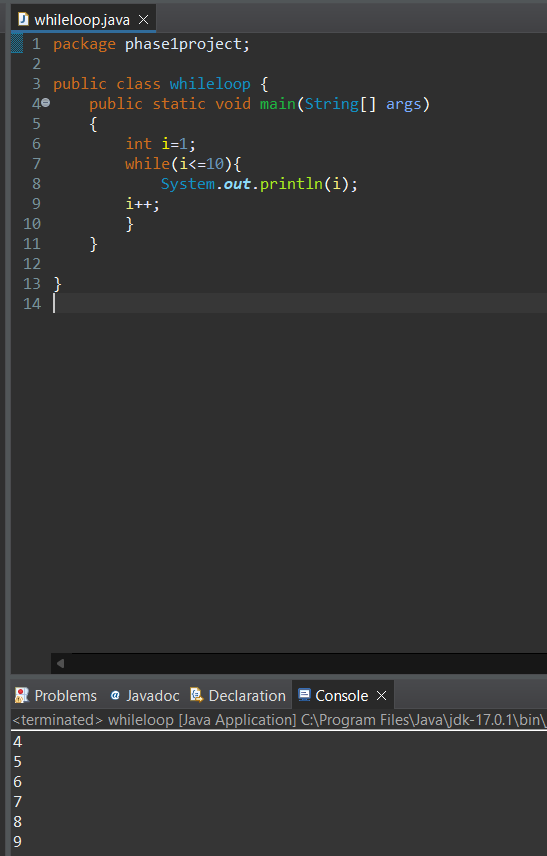 whileloop.java
1 package phase1project;
2
3 public class whileloop {
4 public static void main(String[] args)
5 {
6 int i=1;
7 while(i<=10){
8 System.out.println(i);
9 i++;
10 }
11 }
12
13 }
14
Problems @ Javadoc Declaration Console
<terminated> whileloop [Java Application] C:\Program Files\Java\jdk-17.0.1\bin\
4
5
6
7
8
9